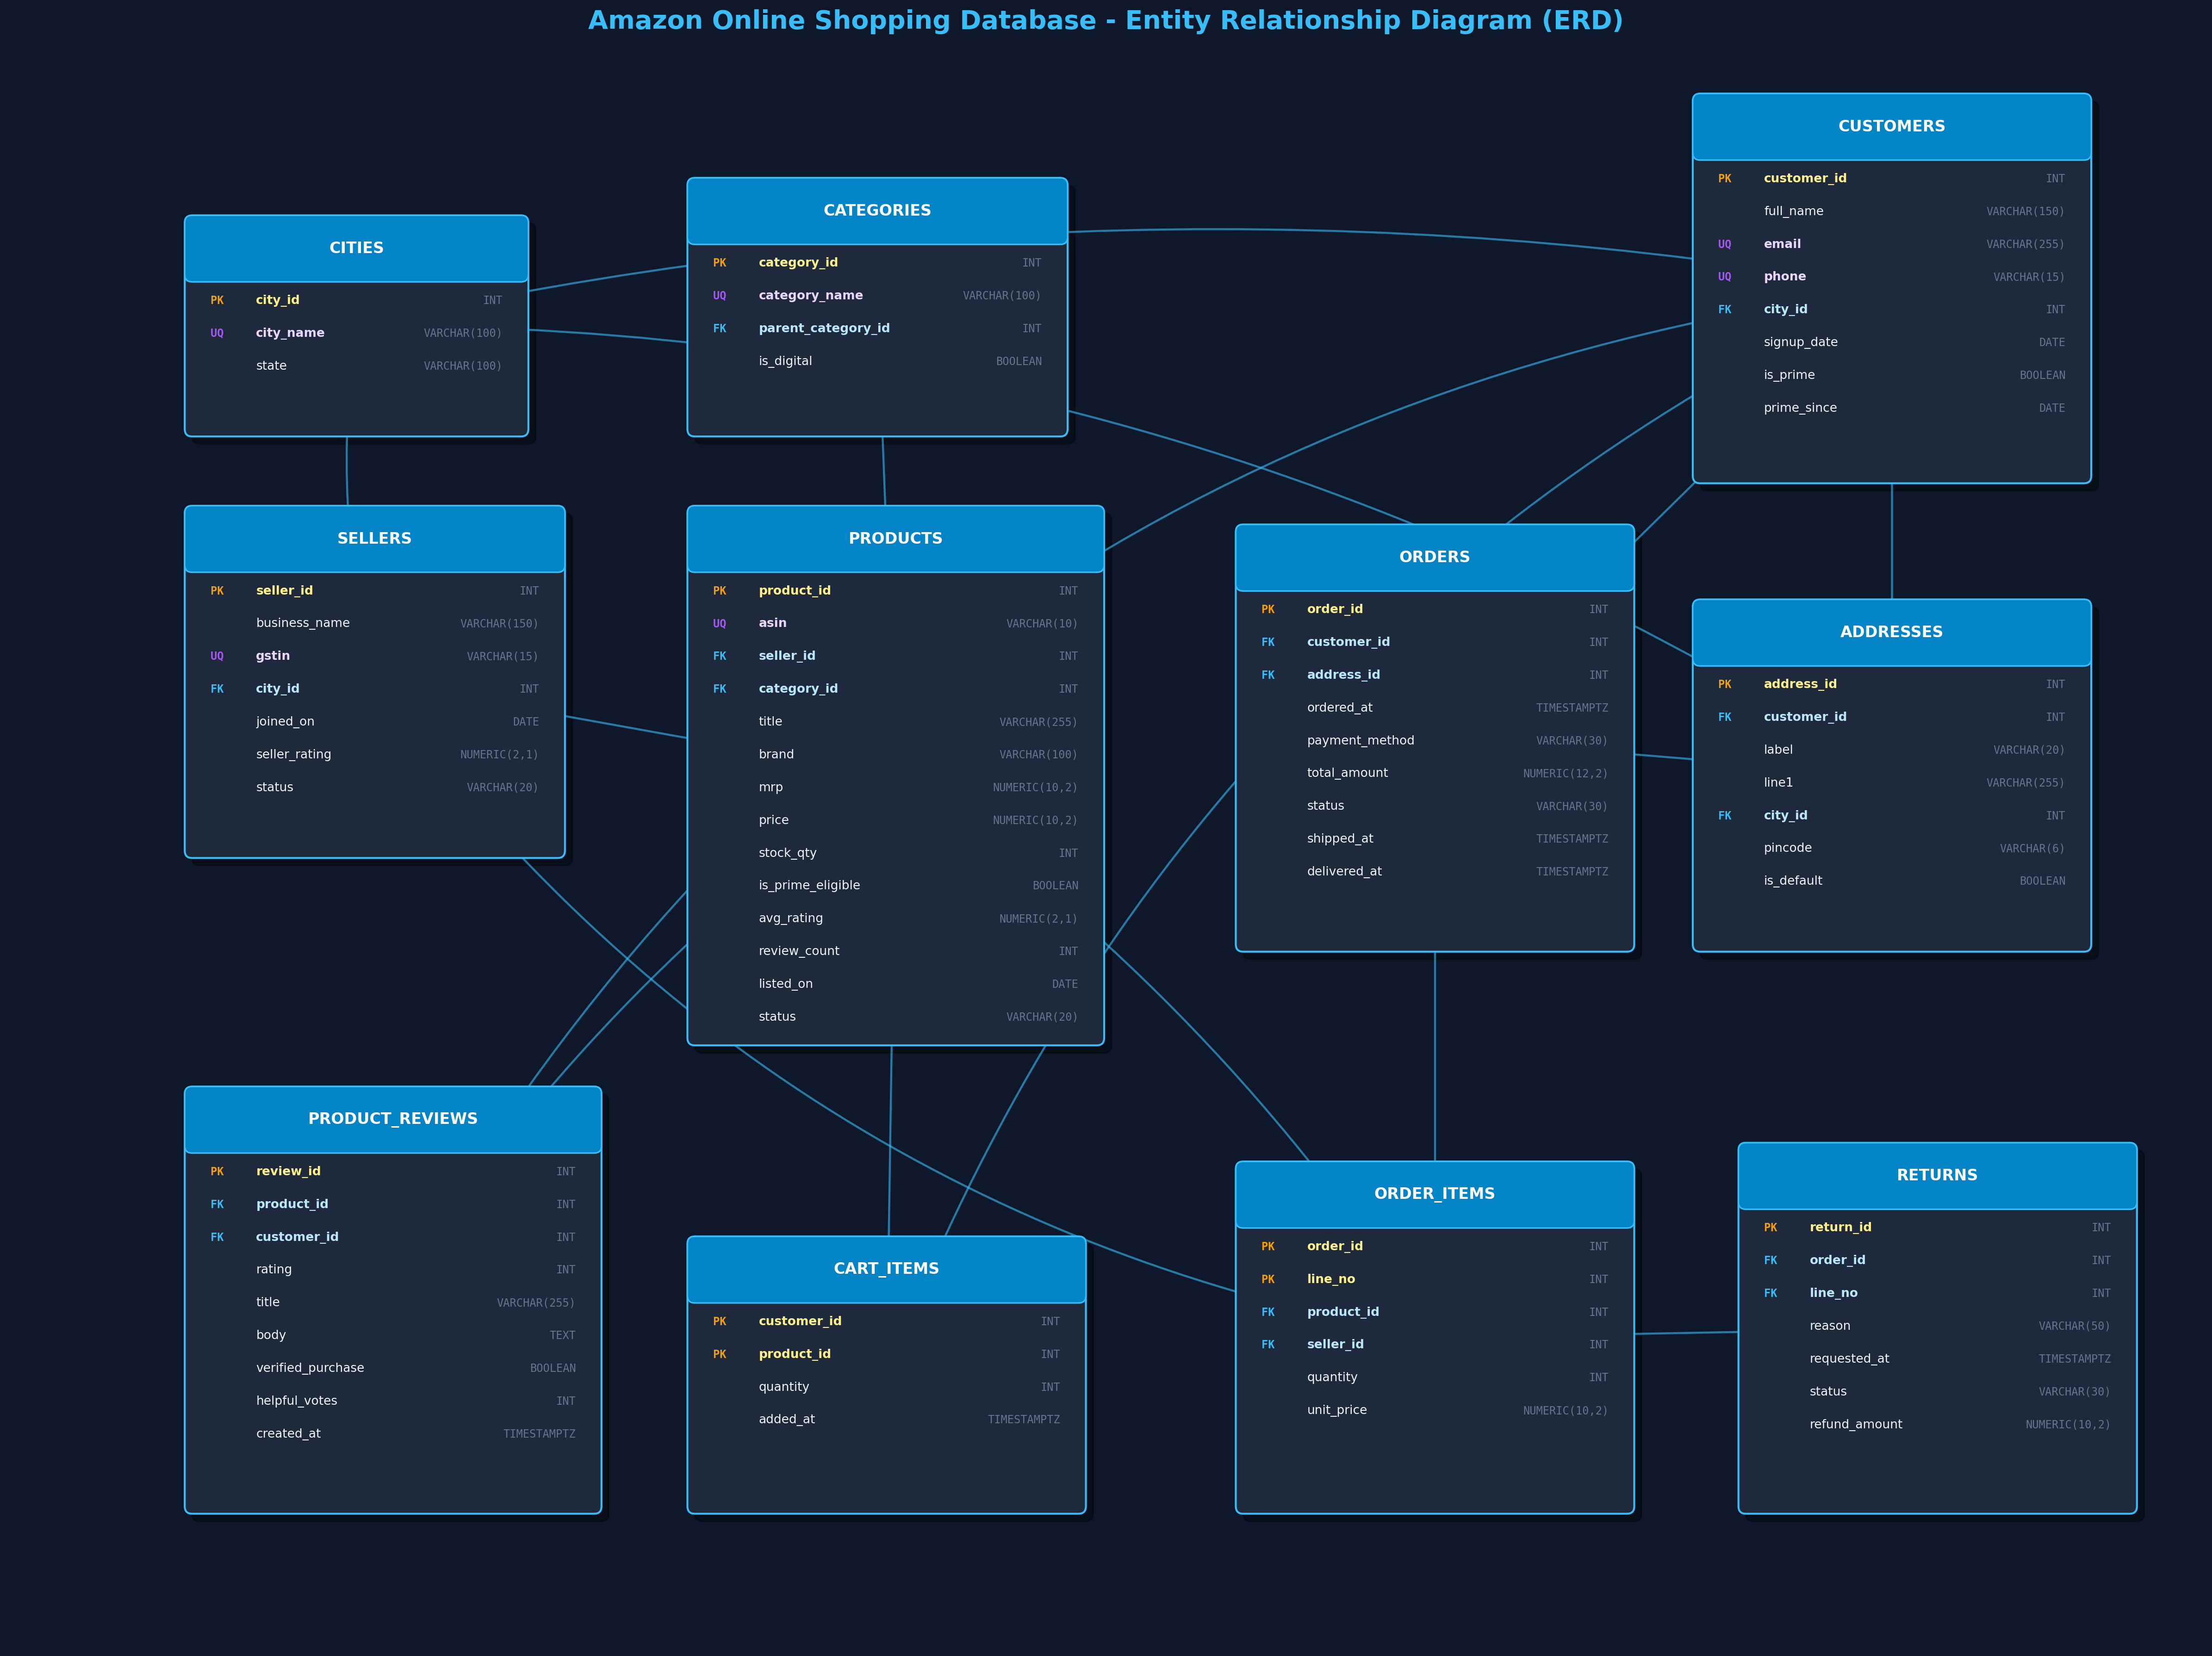 Amazon Online Shopping Database - Entity Relationship Diagram (ERD)
CUSTOMERS
PK customer_id INT
full_name VARCHAR(150)
UQ email VARCHAR(255)
UQ phone VARCHAR(15)
FK city_id INT
signup_date DATE
is_prime BOOLEAN
prime_since DATE
CATEGORIES
PK category_id INT
UQ category_name VARCHAR(100)
FK parent_category_id INT
is_digital BOOLEAN
CITIES
PK city_id INT
UQ city_name VARCHAR(100)
state VARCHAR(100)
SELLERS
PK seller_id INT
business_name VARCHAR(150)
UQ gstin VARCHAR(15)
FK city_id INT
joined_on DATE
seller_rating NUMERIC(2,1)
status VARCHAR(20)
PRODUCTS
PK product_id INT
UQ asin VARCHAR(10)
FK seller_id INT
FK category_id INT
title VARCHAR(255)
brand VARCHAR(100)
mrp NUMERIC(10,2)
price NUMERIC(10,2)
stock_qty INT
is_prime_eligible BOOLEAN
avg_rating NUMERIC(2,1)
review_count INT
listed_on DATE
status VARCHAR(20)
ORDERS
PK order_id INT
FK customer_id INT
FK address_id INT
ordered_at TIMESTAMPTZ
payment_method VARCHAR(30)
total_amount NUMERIC(12,2)
status VARCHAR(30)
shipped_at TIMESTAMPTZ
delivered_at TIMESTAMPTZ
ADDRESSES
PK address_id INT
FK customer_id INT
label VARCHAR(20)
line1 VARCHAR(255)
FK city_id INT
pincode VARCHAR(6)
is_default BOOLEAN
PRODUCT_REVIEWS
PK review_id INT
FK product_id INT
FK customer_id INT
rating INT
title VARCHAR(255)
body TEXT
verified_purchase BOOLEAN
helpful_votes INT
created_at TIMESTAMPTZ
CART_ITEMS
PK customer_id INT
PK product_id INT
quantity INT
added_at TIMESTAMPTZ
ORDER_ITEMS
PK order_id INT
PK line_no INT
FK product_id INT
FK seller_id INT
quantity INT
unit_price NUMERIC(10,2)
RETURNS
PK return_id INT
FK order_id INT
FK line_no INT
reason VARCHAR(50)
requested_at TIMESTAMPTZ
status VARCHAR(30)
refund_amount NUMERIC(10,2)